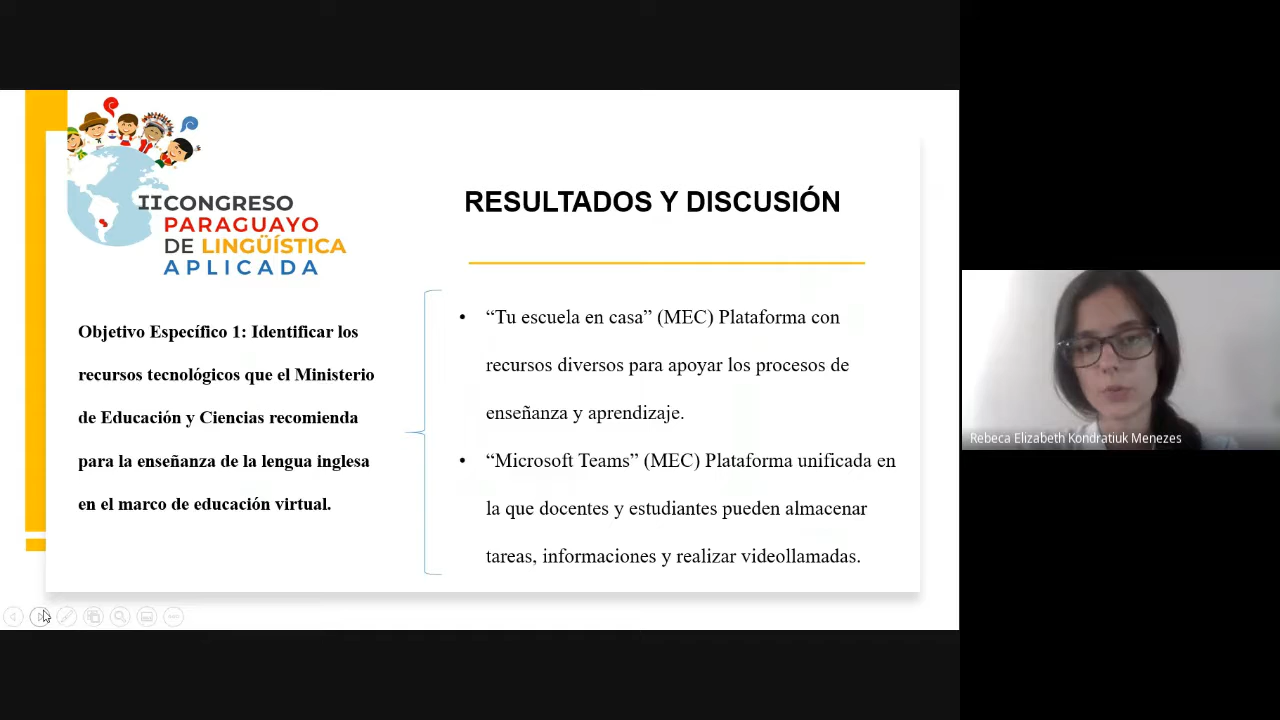 IICONGRESO
PARAGUAYO
DE LINGÜÍSTICA
APLICADA
RESULTADOS Y DISCUSIÓN
Objetivo Específico 1: Identificar los
recursos tecnológicos que el Ministerio
de Educación y Ciencias recomienda
para la enseñanza de la lengua inglesa
en el marco de educación virtual.
• “Tu escuela en casa” (MEC) Plataforma con
recursos diversos para apoyar los procesos de
enseñanza y aprendizaje.
• “Microsoft Teams” (MEC) Plataforma unificada en
la que docentes y estudiantes pueden almacenar
tareas, informaciones y realizar videollamadas.
Rebeca Elizabeth Kondratiuk Menezes